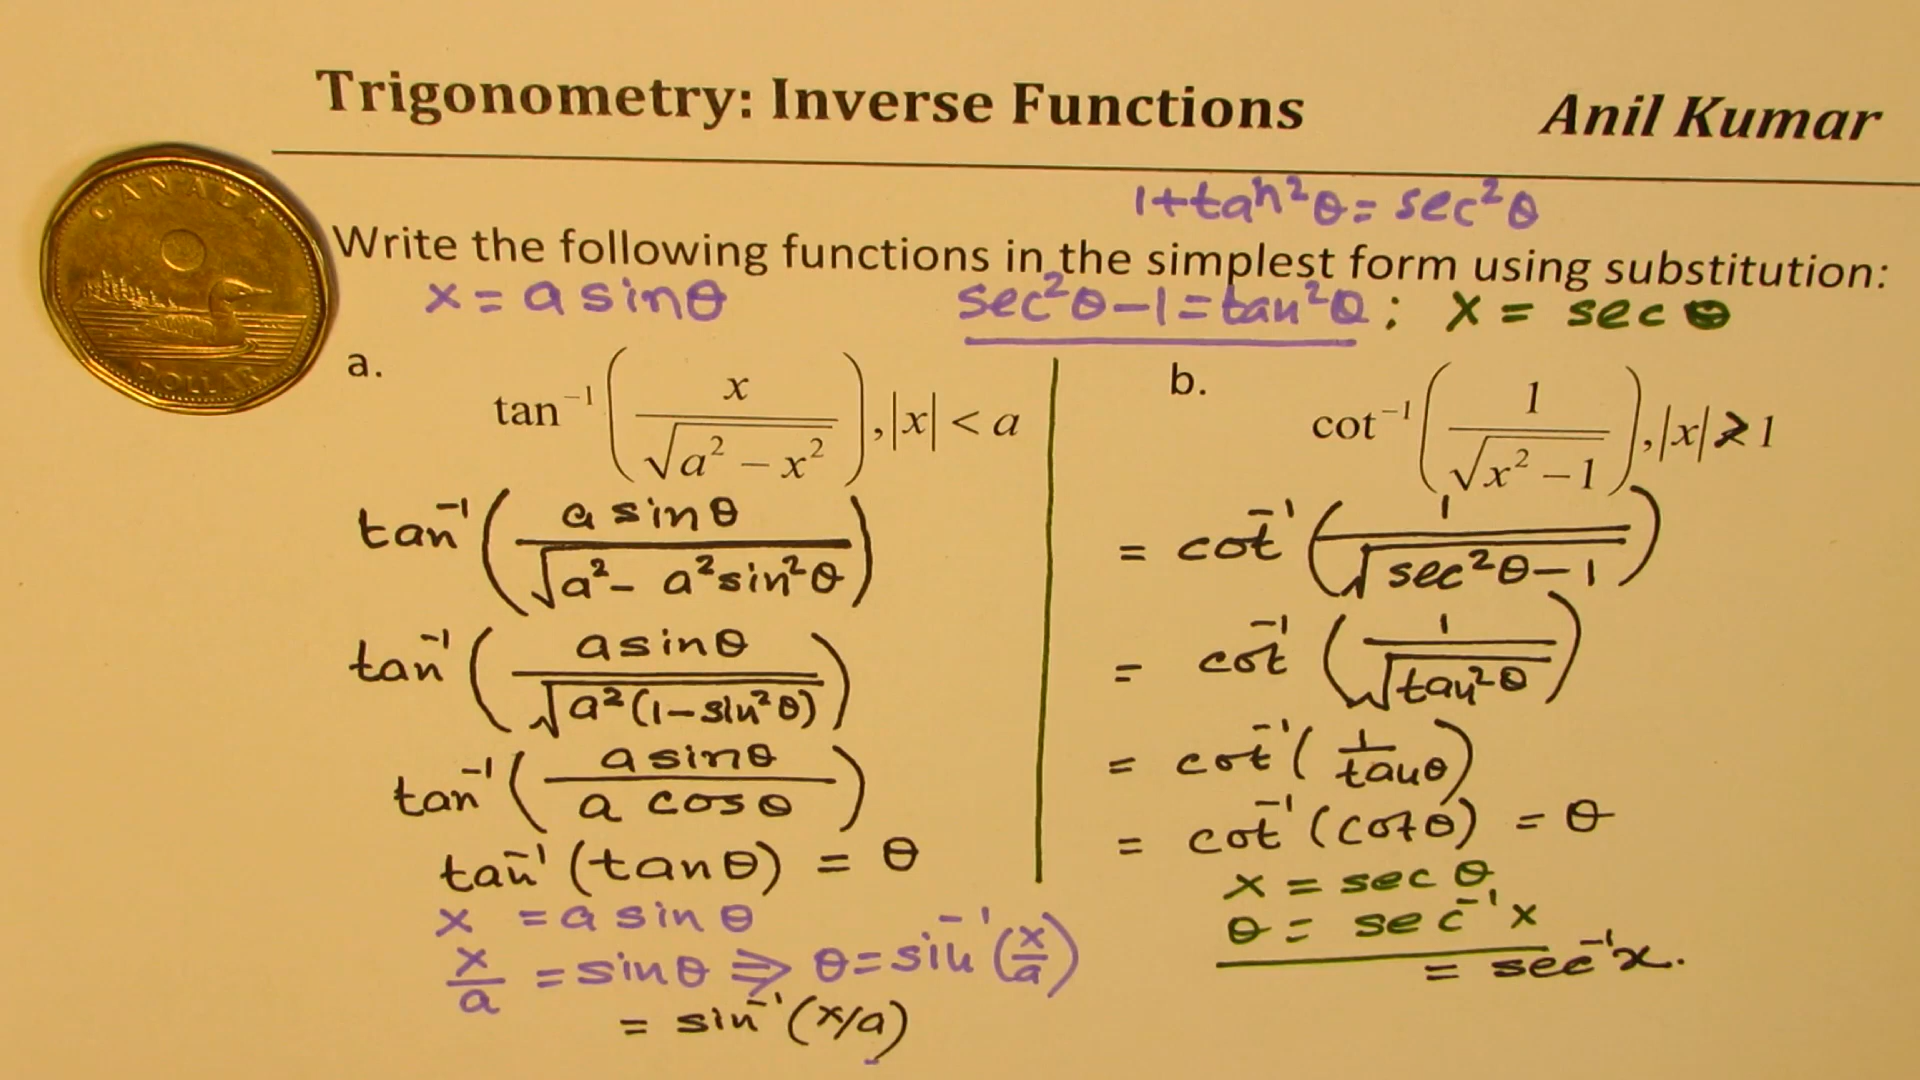 Trigonometry: Inverse Functions Anil Kumar
CANADA
DOLLAR
1+tan²θ= sec²θ
Write the following functions in the simplest form using substitution:
x = a sinθ sec²θ-1=tan²θ ; x = sec θ
a. tan⁻¹(x/√(a² - x²)), |x| < a
tan⁻¹(a sinθ/√(a² - a²sin²θ))
tan⁻¹(a sinθ/√(a²(1-sin²θ)))
tan⁻¹(a sinθ/a cosθ)
tan⁻¹(tanθ) = θ
x = a sin θ
x/a = sinθ ⇒ θ=sin⁻¹(x/a)
= sin⁻¹(x/a)
b. cot⁻¹(1/√(x² - 1)), |x| > 1
= cot⁻¹(1/√(sec²θ-1))
= cot⁻¹(1/√(tan²θ))
= cot⁻¹(1/tanθ)
= cot⁻¹(cotθ) = θ
x = sec θ
θ = sec⁻¹ x
= sec⁻¹x.